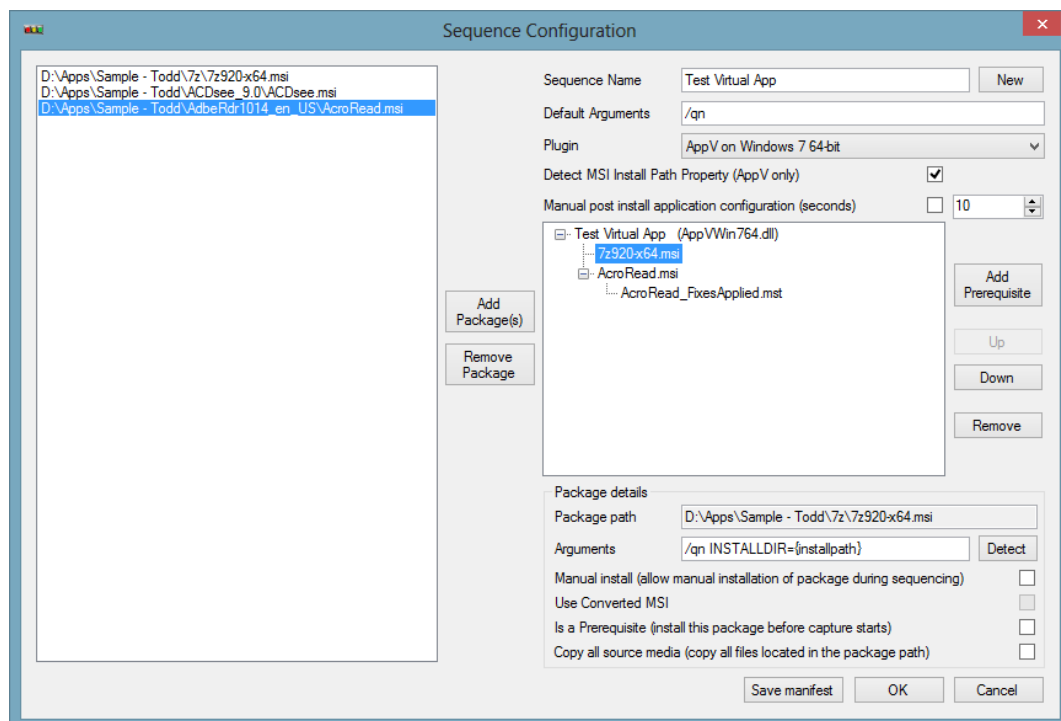 Sequence Configuration
D:\Apps\Sample - Todd\7z\7z920-x64.msi
D:\Apps\Sample - Todd\ACDsee_9.0\ACDsee.msi
D:\Apps\Sample - Todd\AdbeRdr1014_en_US\AcroRead.msi
Add
Package(s)
Remove
Package
Sequence Name
Test Virtual App
New
Default Arguments
/qn
Plugin
AppV on Windows 7 64-bit
Detect MSI Install Path Property (AppV only)
Manual post install application configuration (seconds)
10
Test Virtual App (AppVWin764.dll)
7z920-x64.msi
AcroRead.msi
AcroRead_FixesApplied.mst
Add
Prerequisite
Up
Down
Remove
Package details
Package path
D:\Apps\Sample - Todd\7z\7z920-x64.msi
Arguments
/qn INSTALLDIR={installpath}
Detect
Manual install (allow manual installation of package during sequencing)
Use Converted MSI
Is a Prerequisite (install this package before capture starts)
Copy all source media (copy all files located in the package path)
Save manifest
OK
Cancel